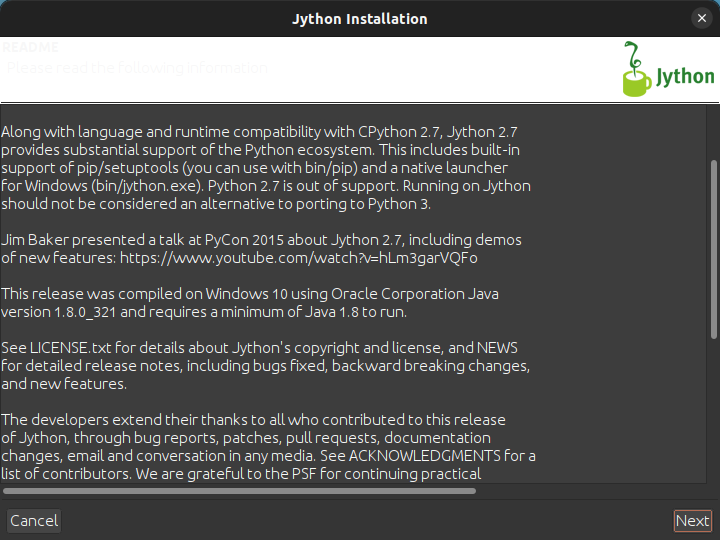 Jython Installation
README
Please read the following information
Jython
Along with language and runtime compatibility with CPython 2.7, Jython 2.7
provides substantial support of the Python ecosystem. This includes built-in
support of pip/setuptools (you can use with bin/pip) and a native launcher
for Windows (bin/jython.exe). Python 2.7 is out of support. Running on Jython
should not be considered an alternative to porting to Python 3.
Jim Baker presented a talk at PyCon 2015 about Jython 2.7, including demos
of new features: https://www.youtube.com/watch?v=hLm3garVQFo
This release was compiled on Windows 10 using Oracle Corporation Java
version 1.8.0_321 and requires a minimum of Java 1.8 to run.
See LICENSE.txt for details about Jython's copyright and license, and NEWS
for detailed release notes, including bugs fixed, backward breaking changes,
and new features.
The developers extend their thanks to all who contributed to this release
of Jython, through bug reports, patches, pull requests, documentation
changes, email and conversation in any media. See ACKNOWLEDGMENTS for a
list of contributors. We are grateful to the PSF for continuing practical
Cancel
Next